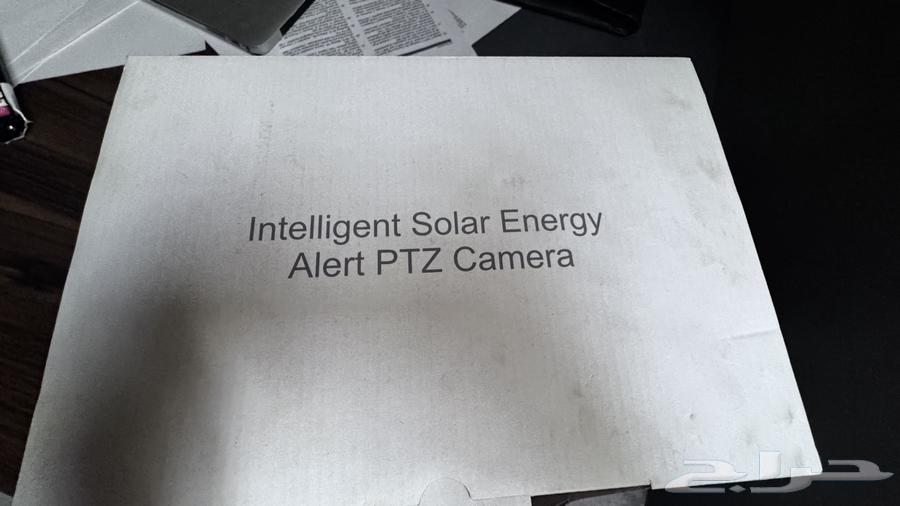 Intelligent Solar Energy
Alert PTZ Camera
حراج